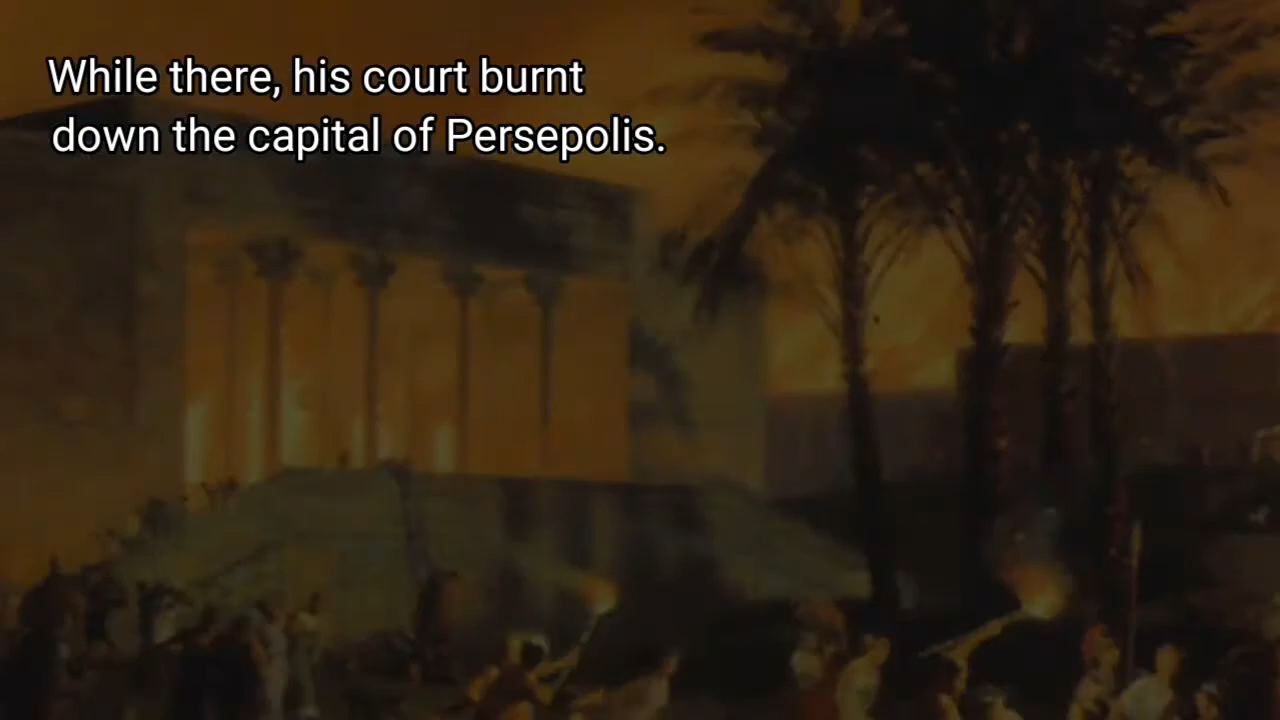 While there, his court burnt
down the capital of Persepolis.